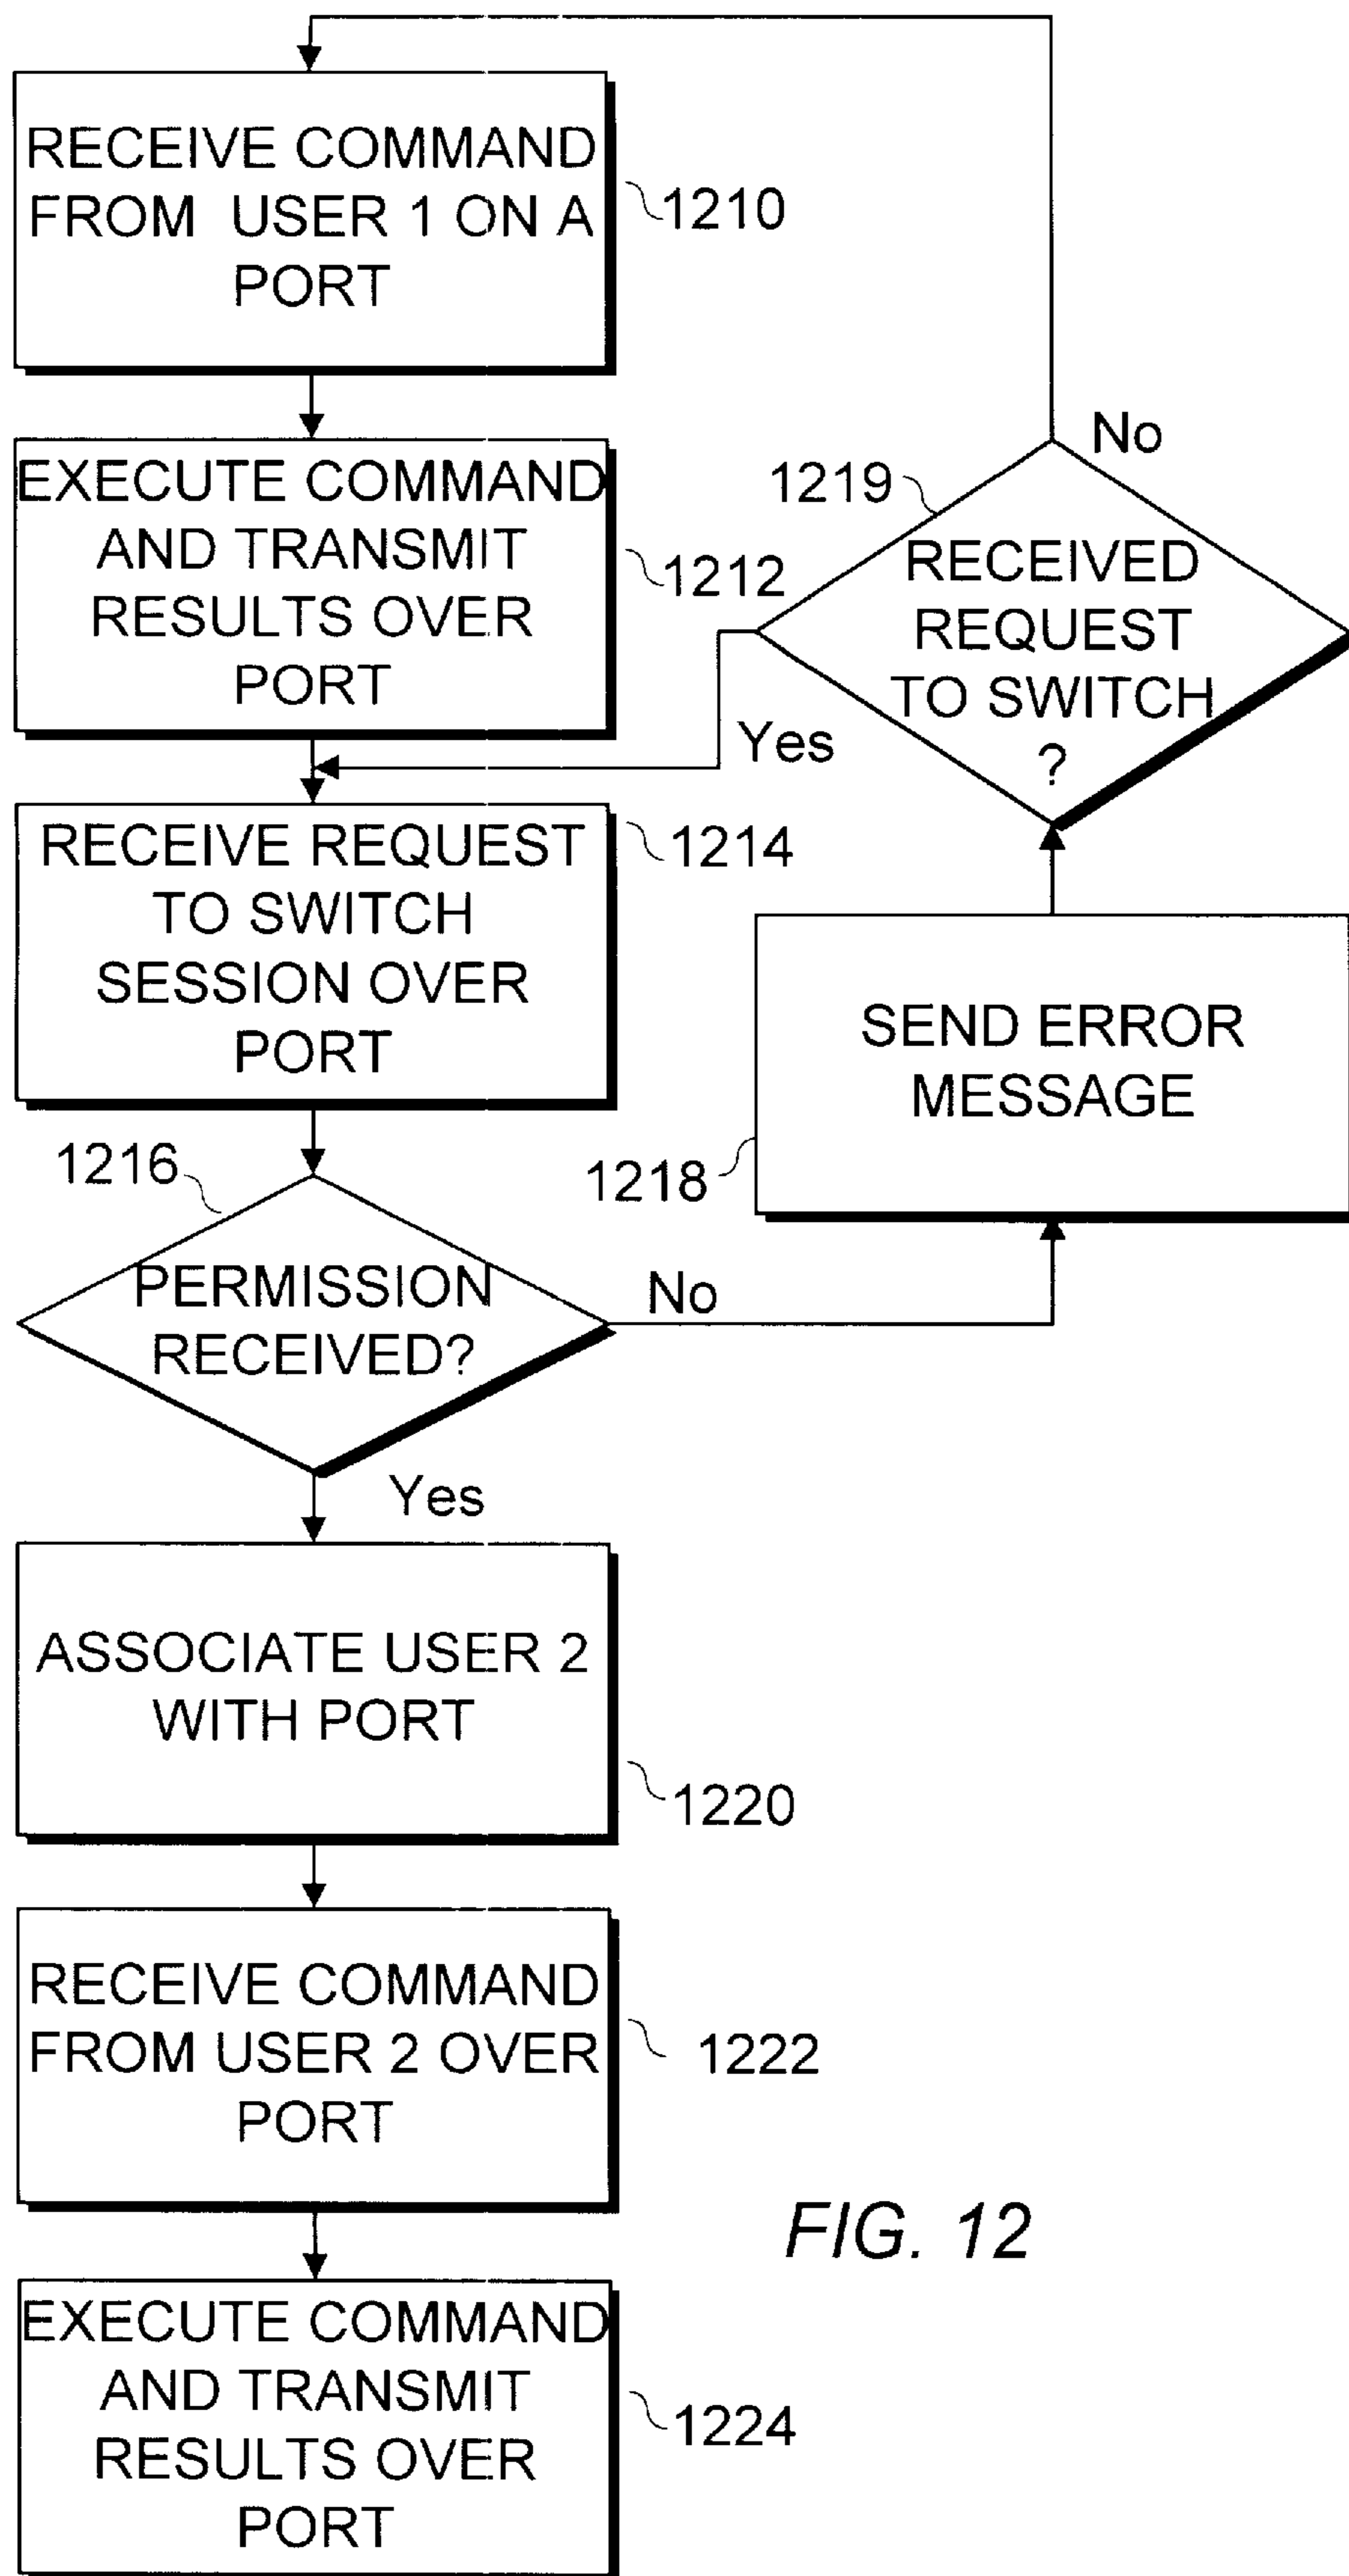 RECEIVE COMMAND
FROM USER 1 ON A
PORT
1210
EXECUTE COMMAND
AND TRANSMIT
RESULTS OVER
PORT
1212
No
1219
RECEIVED
REQUEST
TO SWITCH
?
Yes
RECEIVE REQUEST
TO SWITCH
SESSION OVER
PORT
1214
SEND ERROR
MESSAGE
1218
1216
PERMISSION
RECEIVED?
No
Yes
ASSOCIATE USER 2
WITH PORT
1220
RECEIVE COMMAND
FROM USER 2 OVER
PORT
1222
EXECUTE COMMAND
AND TRANSMIT
RESULTS OVER
PORT
1224
FIG. 12